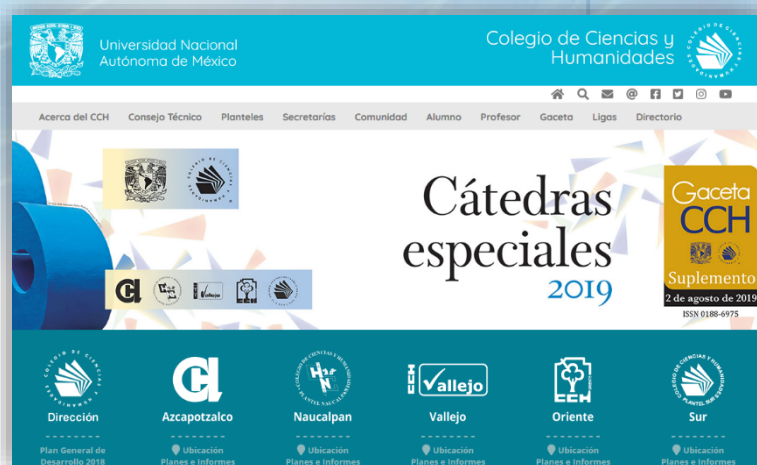 Universidad Nacional
Autónoma de México
Colegio de Ciencias y
Humanidades
Acerca del CCH Consejo Técnico Planteles Secretarías Comunidad Alumno Profesor Gaceta Ligas Directorio
Cátedras
especiales
2019
Gaceta
CCH
Suplemento
2 de agosto de 2019
ISSN 0188-6975
Vallejo
CCH Vallejo
Dirección Azcapotzalco Naucalpan Vallejo Oriente Sur
Plan General de
Desarrollo 2018
Ubicación
Planes e Informes
Ubicación
Planes e Informes
Ubicación
Planes e Informes
Ubicación
Planes e Informes
Ubicación
Planes e Informes